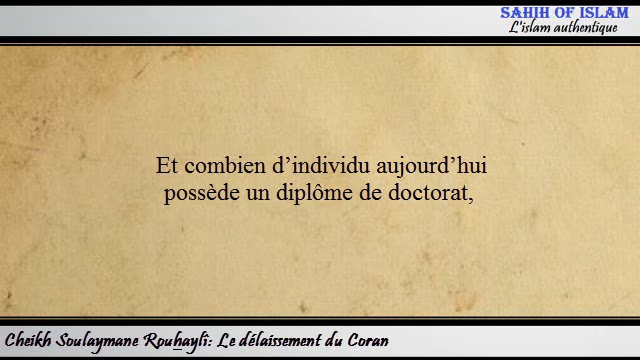 SAHIH OF ISLAM
L'islam authentique
Et combien d'individu aujourd'hui
possède un diplôme de doctorat,
Cheikh Soulaymane Rouhayli: Le délaissement du Coran